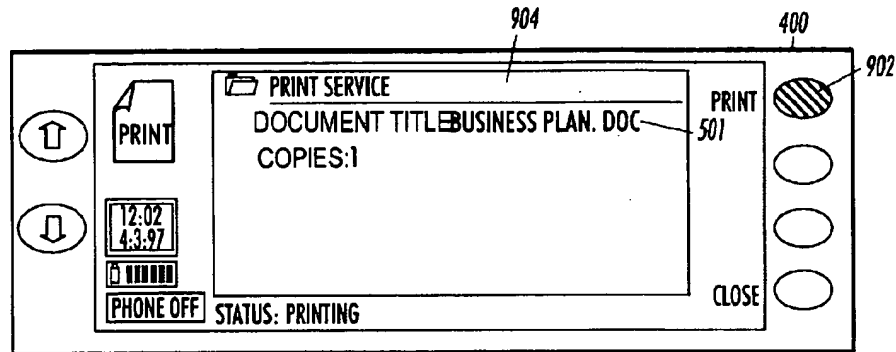 904
400
902
PRINT SERVICE
PRINT
PRINT
DOCUMENT TITLE BUSINESS PLAN. DOC
501
COPIES:1
12:02
4:3:97
PHONE OFF
STATUS: PRINTING
CLOSE